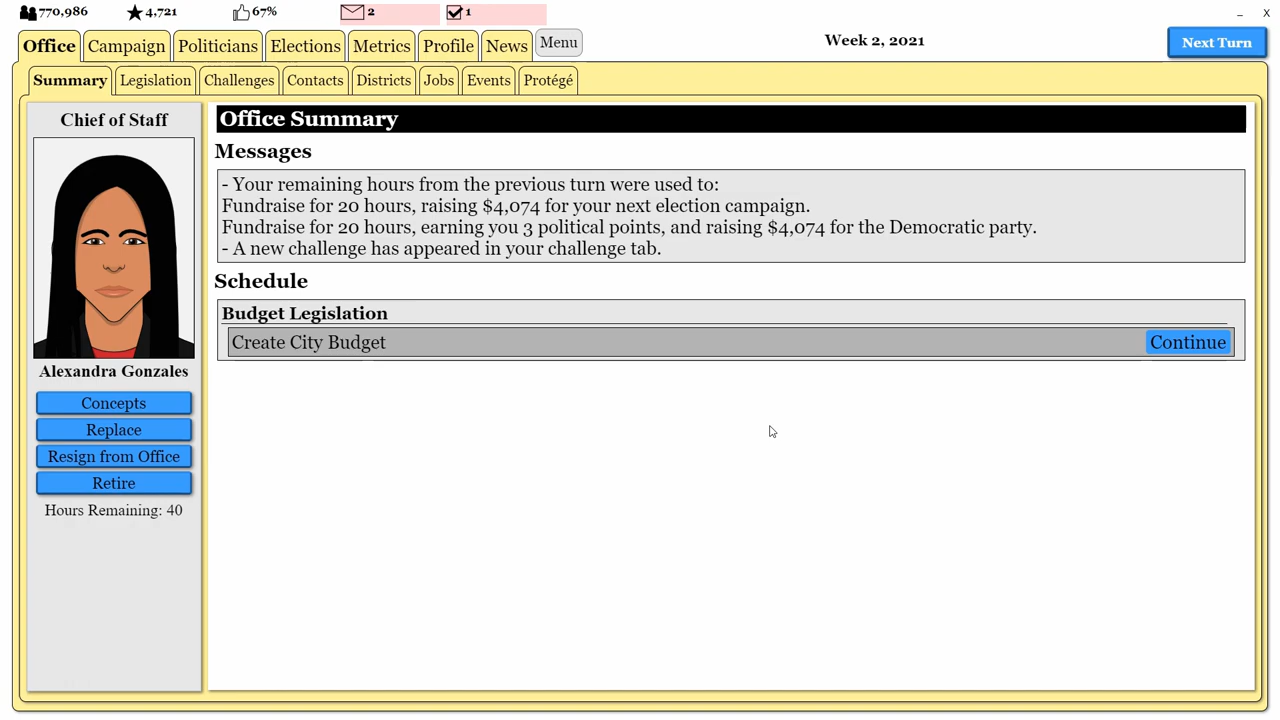 770,986 4,721 67% 2 1 _ X
Office Campaign Politicians Elections Metrics Profile News Menu Week 2, 2021 Next Turn
Summary Legislation Challenges Contacts Districts Jobs Events Protégé
Chief of Staff
Alexandra Gonzales
Concepts
Replace
Resign from Office
Retire
Hours Remaining: 40
Office Summary
Messages
- Your remaining hours from the previous turn were used to:
Fundraise for 20 hours, raising $4,074 for your next election campaign.
Fundraise for 20 hours, earning you 3 political points, and raising $4,074 for the Democratic party.
- A new challenge has appeared in your challenge tab.
Schedule
Budget Legislation
Create City Budget Continue